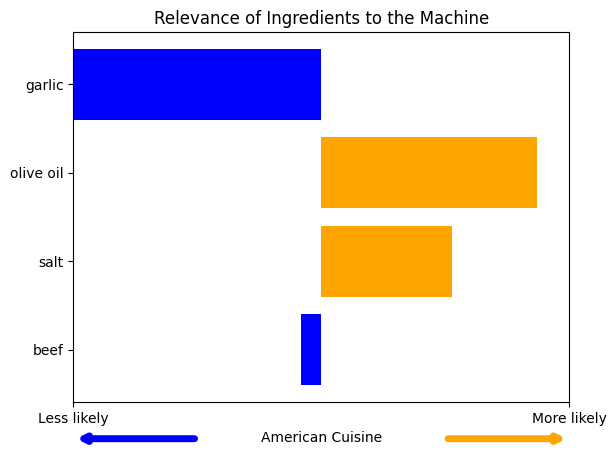 Relevance of Ingredients to the Machine
garlic
olive oil
salt
beef
Less likely
More likely
American Cuisine